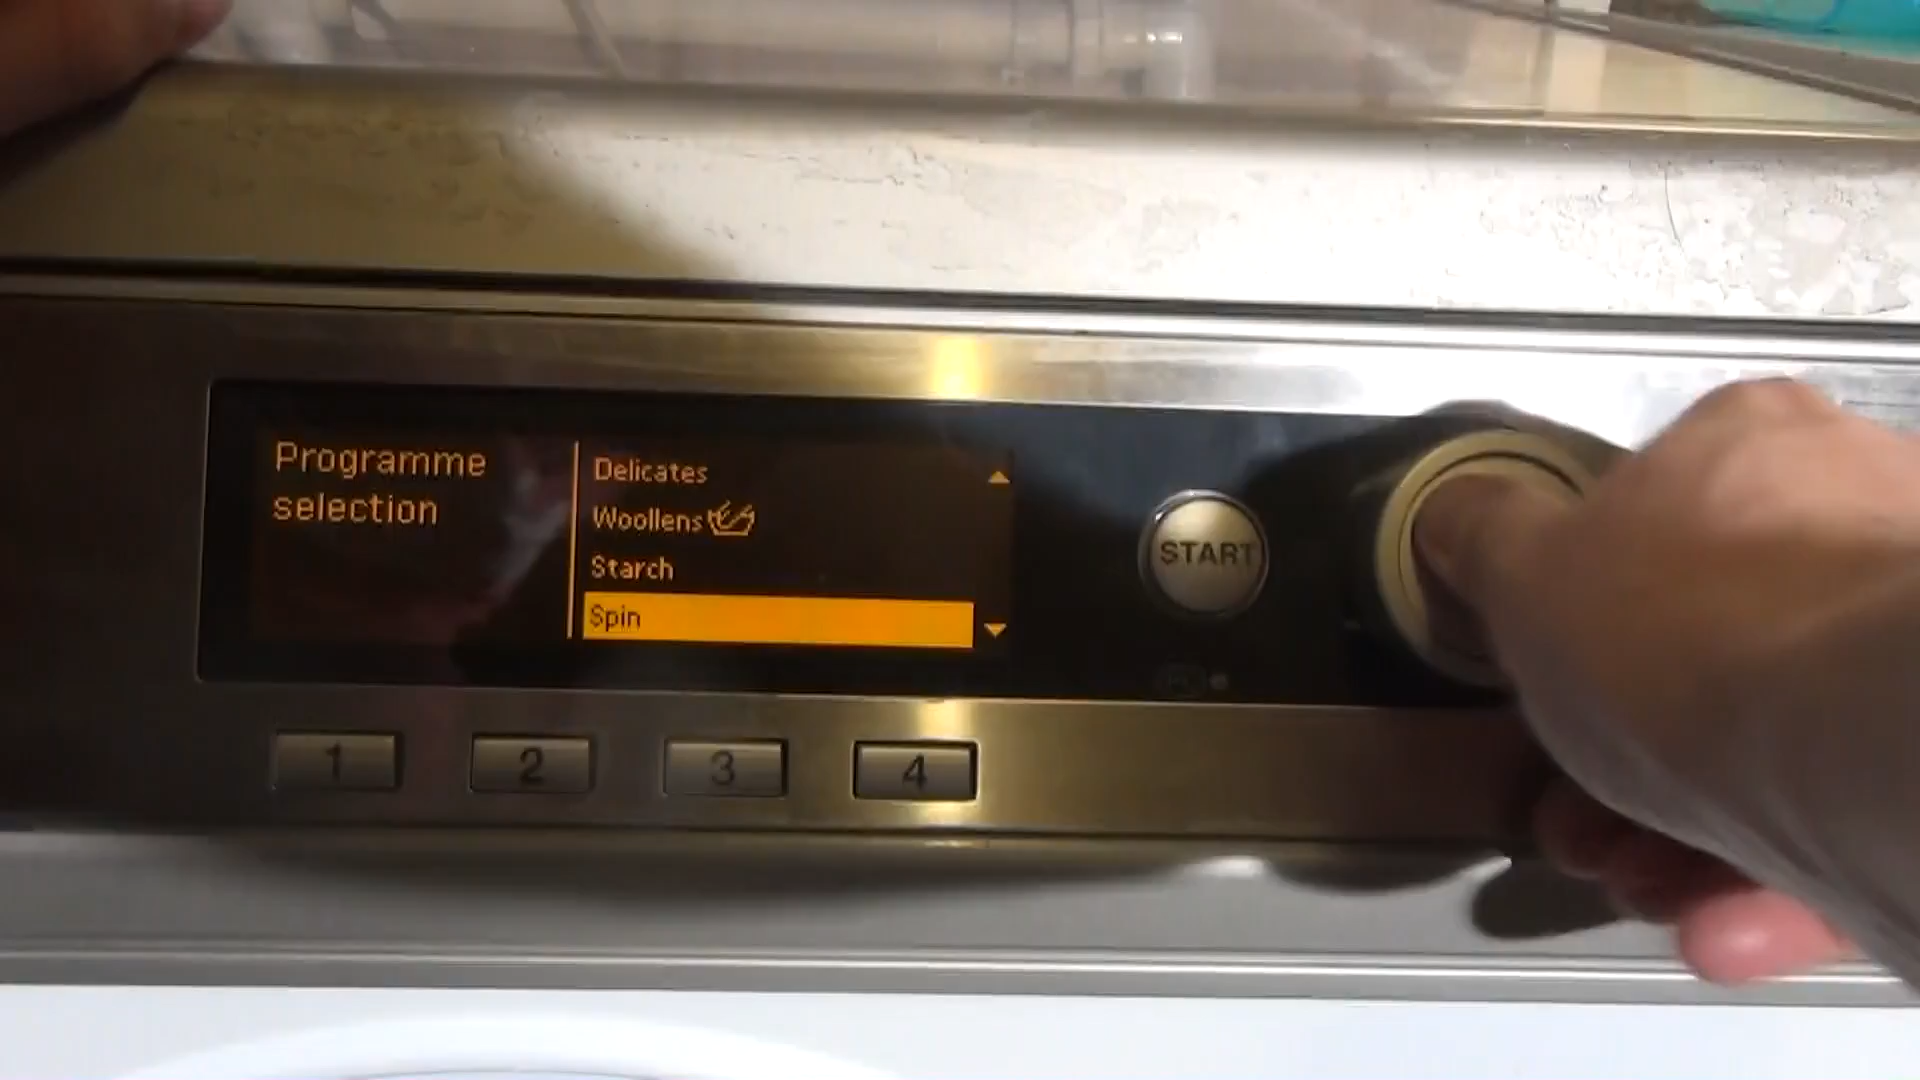 Programme
selection
Delicates
Woollens
Starch
Spin
START
1
2
3
4